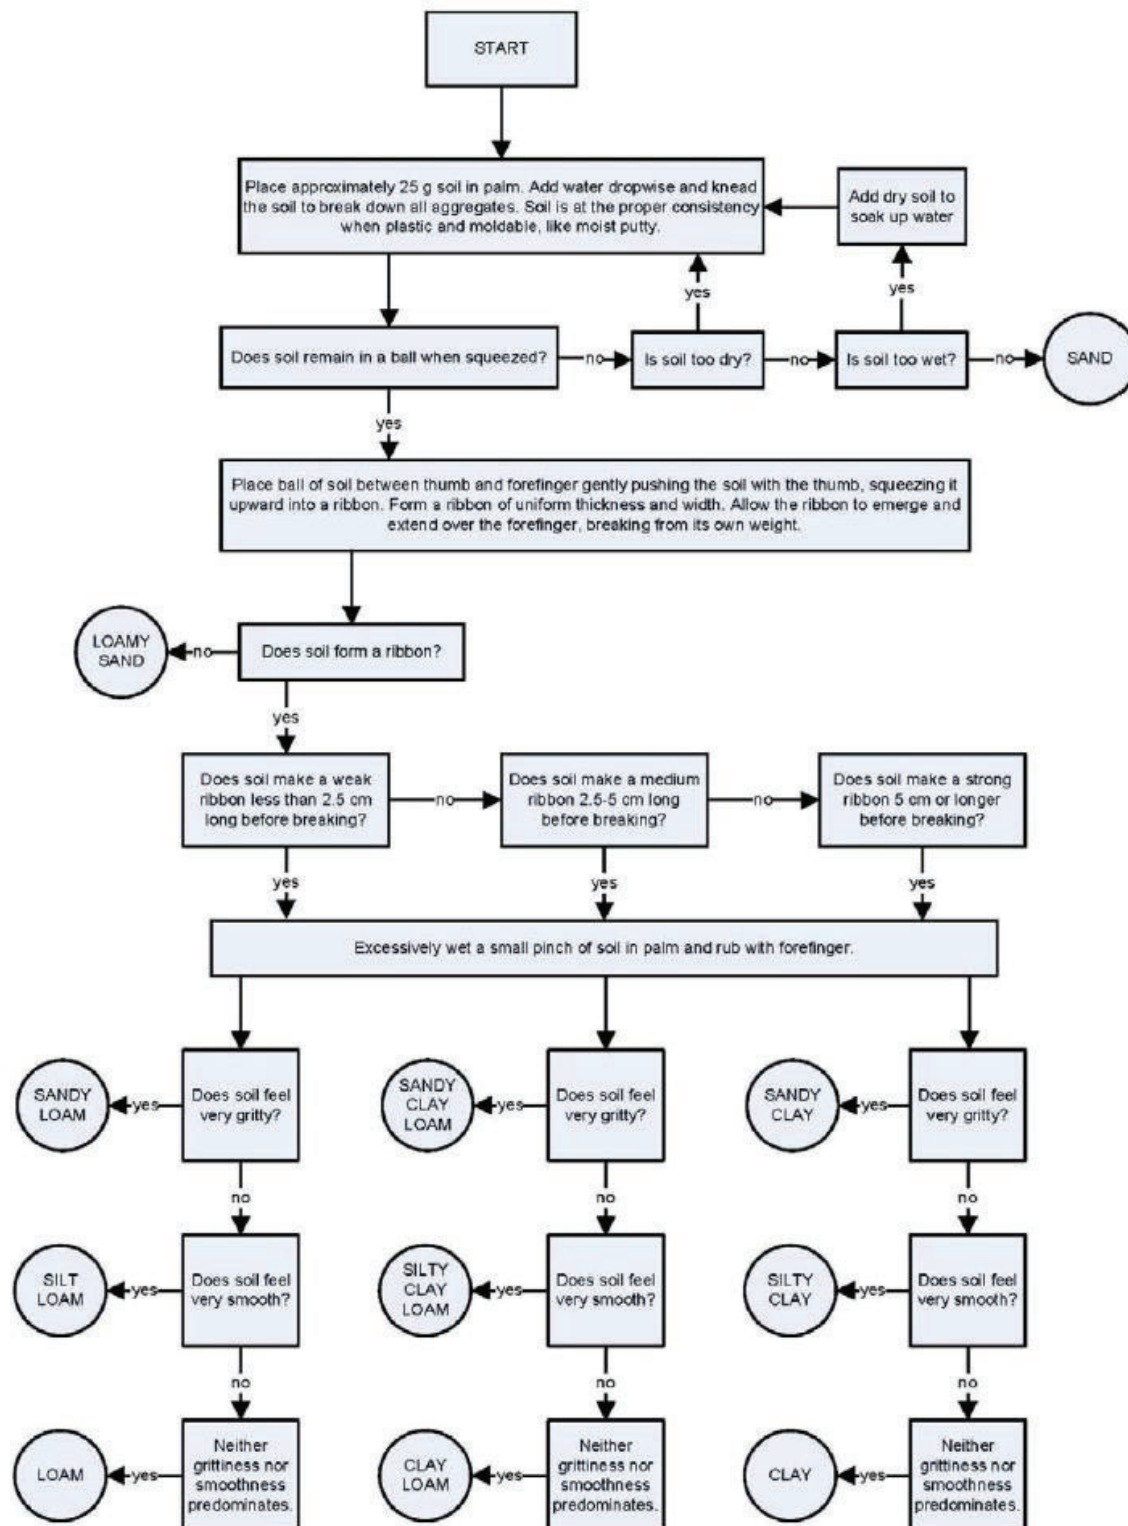 START
Place approximately 25 g soil in palm. Add water dropwise and knead
the soil to break down all aggregates. Soil is at the proper consistency
when plastic and moldable, like moist putty.
Add dry soil to
soak up water
yes
yes
Does soil remain in a ball when squeezed?
no
Is soil too dry?
no
Is soil too wet?
no
SAND
yes
Place ball of soil between thumb and forefinger gently pushing the soil with the thumb, squeezing it
upward into a ribbon. Form a ribbon of uniform thickness and width. Allow the ribbon to emerge and
extend over the forefinger, breaking from its own weight.
LOAMY
SAND
no
Does soil form a ribbon?
yes
Does soil make a weak
ribbon less than 2.5 cm
long before breaking?
no
Does soil make a medium
ribbon 2.5-5 cm long
before breaking?
no
Does soil make a strong
ribbon 5 cm or longer
before breaking?
yes
yes
yes
Excessively wet a small pinch of soil in palm and rub with forefinger.
SANDY
LOAM
yes
Does soil feel
very gritty?
SANDY
CLAY
LOAM
yes
Does soil feel
very gritty?
SANDY
CLAY
yes
Does soil feel
very gritty?
no
no
no
SILT
LOAM
yes
Does soil feel
very smooth?
SILTY
CLAY
LOAM
yes
Does soil feel
very smooth?
SILTY
CLAY
yes
Does soil feel
very smooth?
no
no
no
LOAM
yes
Neither
grittiness nor
smoothness
predominates.
CLAY
LOAM
yes
Neither
grittiness nor
smoothness
predominates.
CLAY
yes
Neither
grittiness nor
smoothness
predominates.